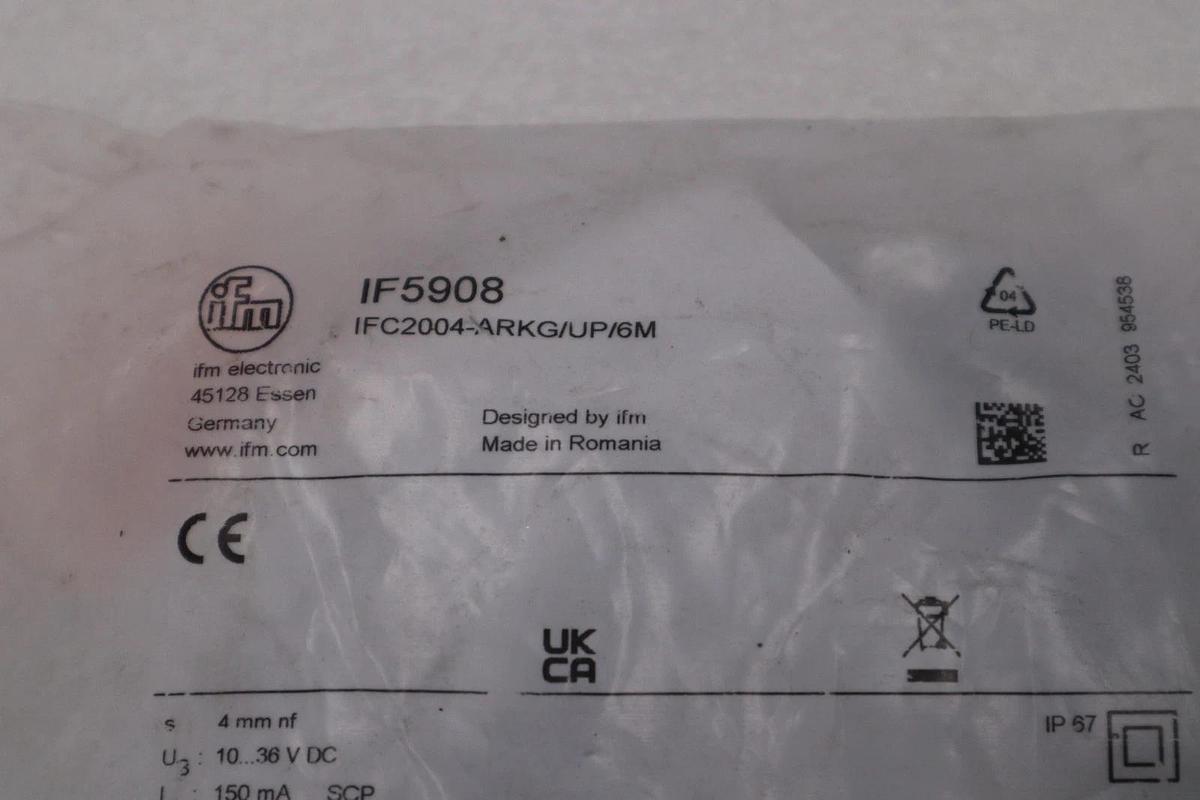 ifm
IF5908
IFC2004-ARKG/UP/6M
ifm electronic
45128 Essen
Germany
www.ifm.com
Designed by ifm
Made in Romania
04
PE-LD
R AC 2403 954538
CE
UK
CA
s 4 mm nf
U3 : 10...36 V DC
: 150 mA SCP
IP 67